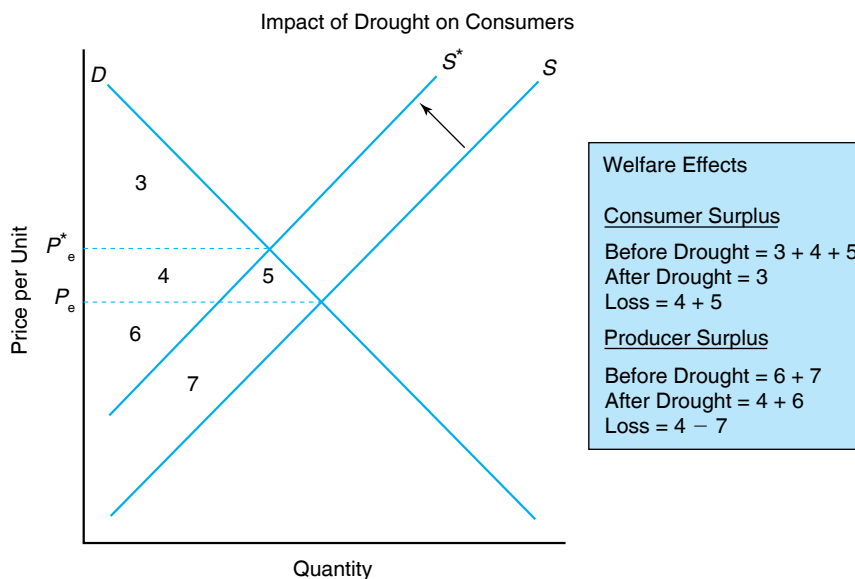 Impact of Drought on Consumers
D
S*
S
3
P*e
4
5
Pe
6
7
Price per Unit
Quantity
Welfare Effects
Consumer Surplus
Before Drought = 3 + 4 + 5
After Drought = 3
Loss = 4 + 5
Producer Surplus
Before Drought = 6 + 7
After Drought = 4 + 6
Loss = 4 − 7